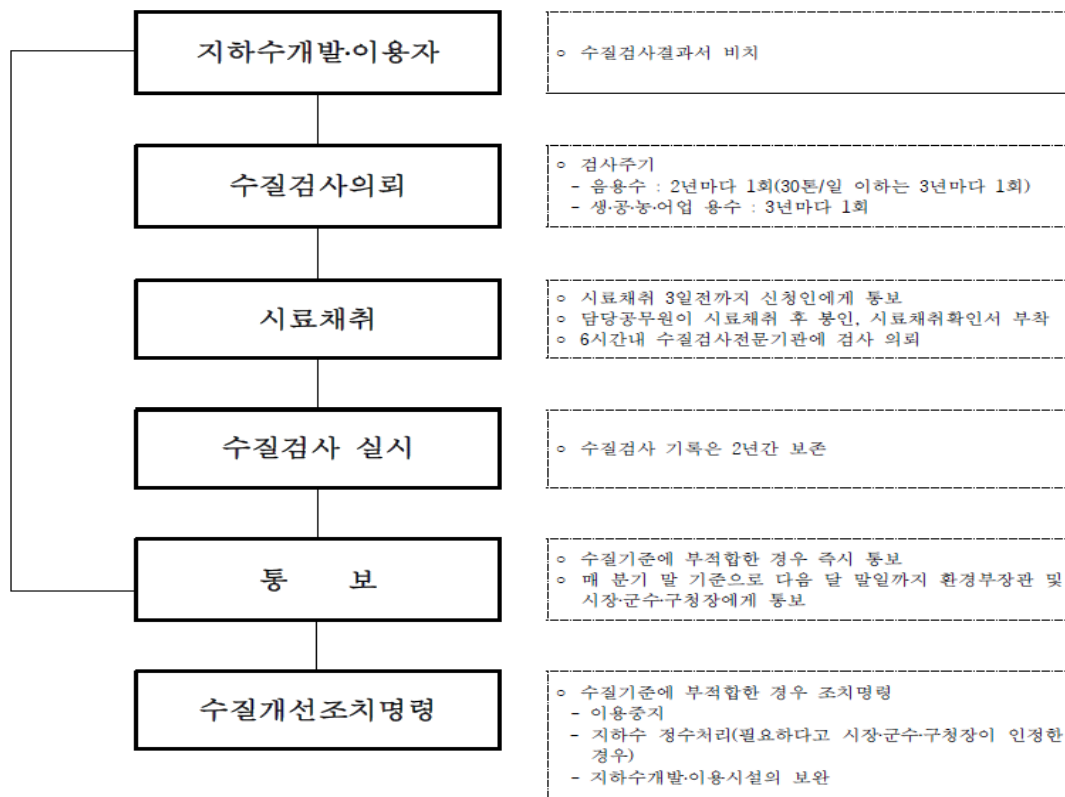 지하수개발·이용자
○ 수질검사결과서 비치
수질검사의뢰
○ 검사주기
- 음용수 : 2년마다 1회(30톤/일 이하는 3년마다 1회)
- 생·공·농·어업 용수 : 3년마다 1회
시료채취
○ 시료채취 3일전까지 신청인에게 통보
○ 담당공무원이 시료채취 후 봉인, 시료채취확인서 부착
○ 6시간내 수질검사전문기관에 검사 의뢰
수질검사 실시
○ 수질검사 기록은 2년간 보존
통 보
○ 수질기준에 부적합한 경우 즉시 통보
○ 매 분기 말 기준으로 다음 달 말일까지 환경부장관 및
시장·군수·구청장에게 통보
수질개선조치명령
○ 수질기준에 부적합한 경우 조치명령
- 이용중지
- 지하수 정수처리(필요하다고 시장·군수·구청장이 인정한
경우)
- 지하수개발·이용시설의 보완